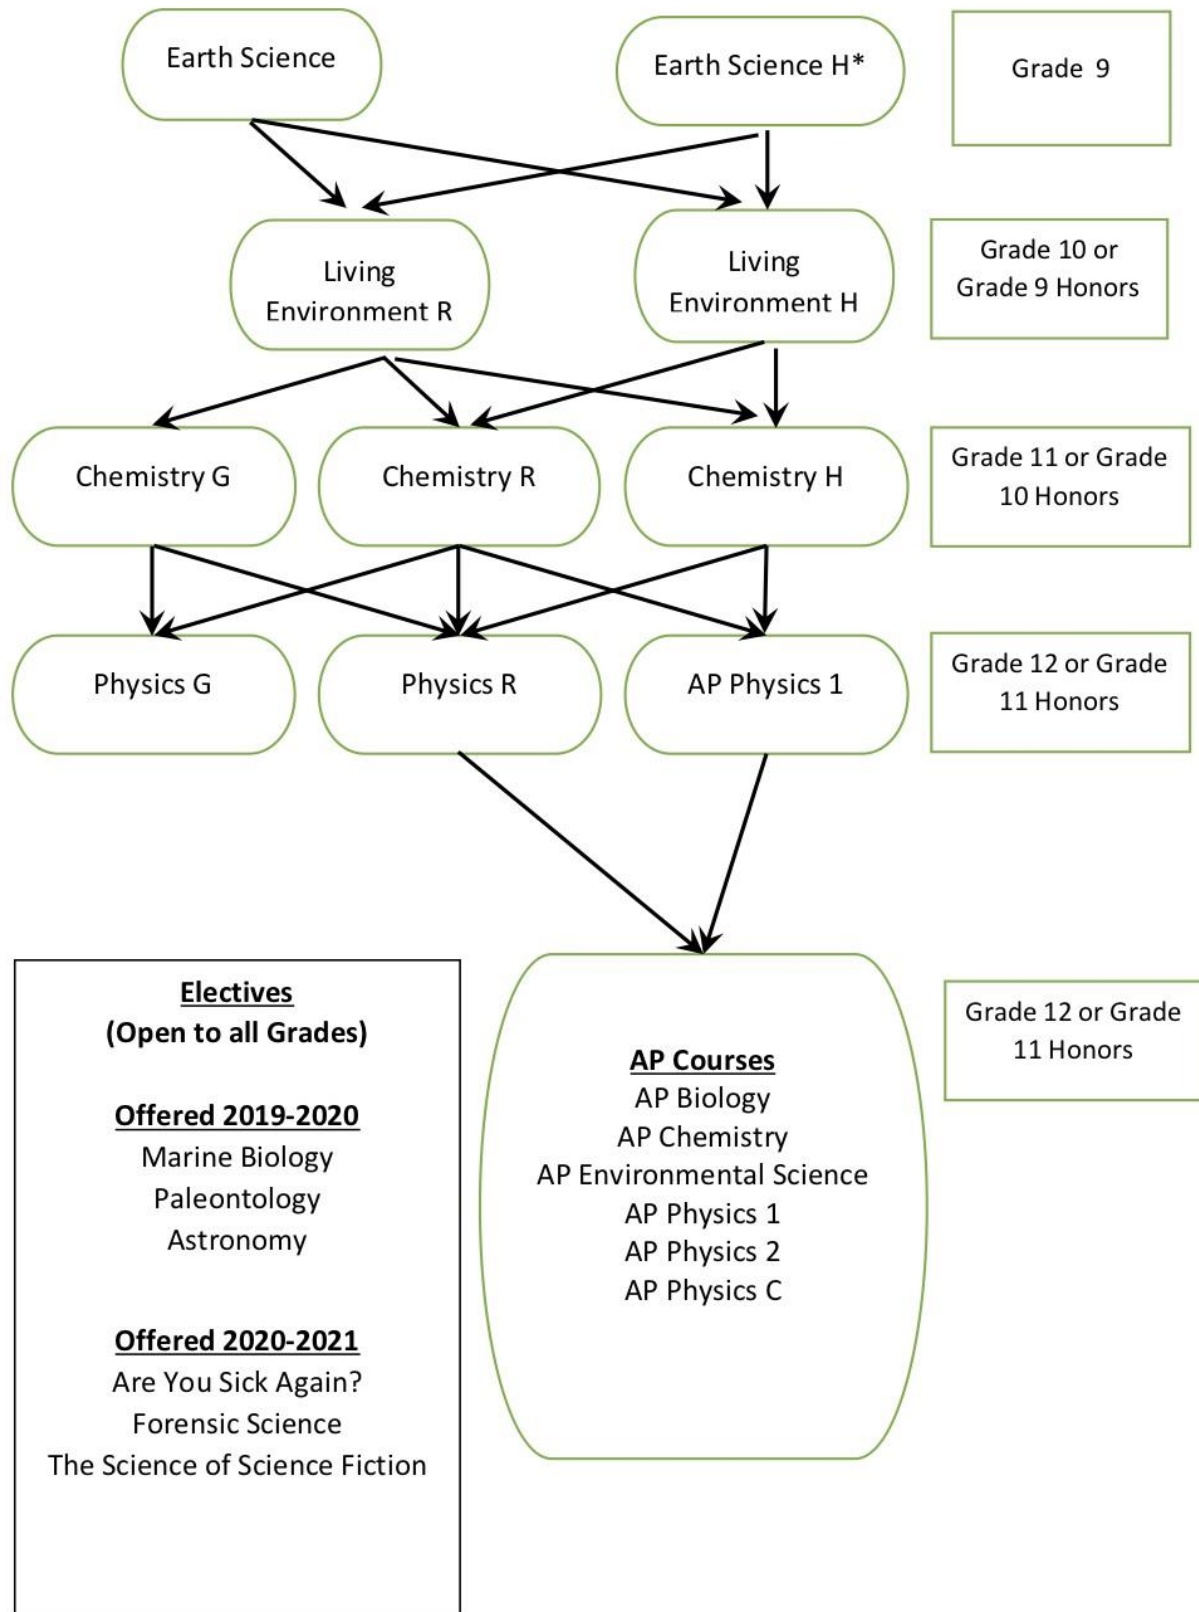 Earth Science
Earth Science H*
Grade 9
Living
Environment R
Living
Environment H
Grade 10 or
Grade 9 Honors
Chemistry G
Chemistry R
Chemistry H
Grade 11 or Grade
10 Honors
Physics G
Physics R
AP Physics 1
Grade 12 or Grade
11 Honors
Electives
(Open to all Grades)
Offered 2019-2020
Marine Biology
Paleontology
Astronomy
Offered 2020-2021
Are You Sick Again?
Forensic Science
The Science of Science Fiction
AP Courses
AP Biology
AP Chemistry
AP Environmental Science
AP Physics 1
AP Physics 2
AP Physics C
Grade 12 or Grade
11 Honors